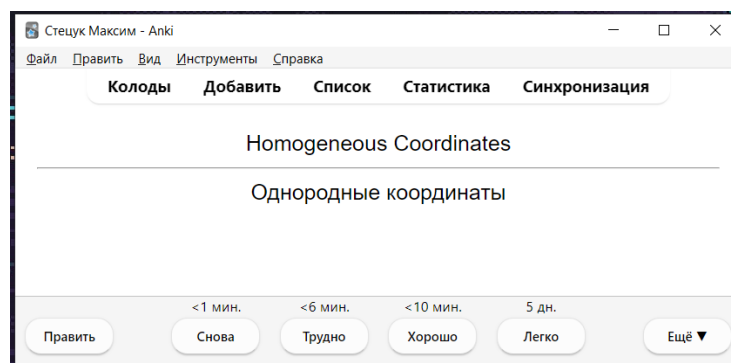 Стецук Максим - Anki
Файл Править Вид Инструменты Справка
Колоды Добавить Список Статистика Синхронизация
Homogeneous Coordinates
Однородные координаты
<1 мин. <6 мин. <10 мин. 5 дн.
Править Снова Трудно Хорошо Легко Ещё ▼